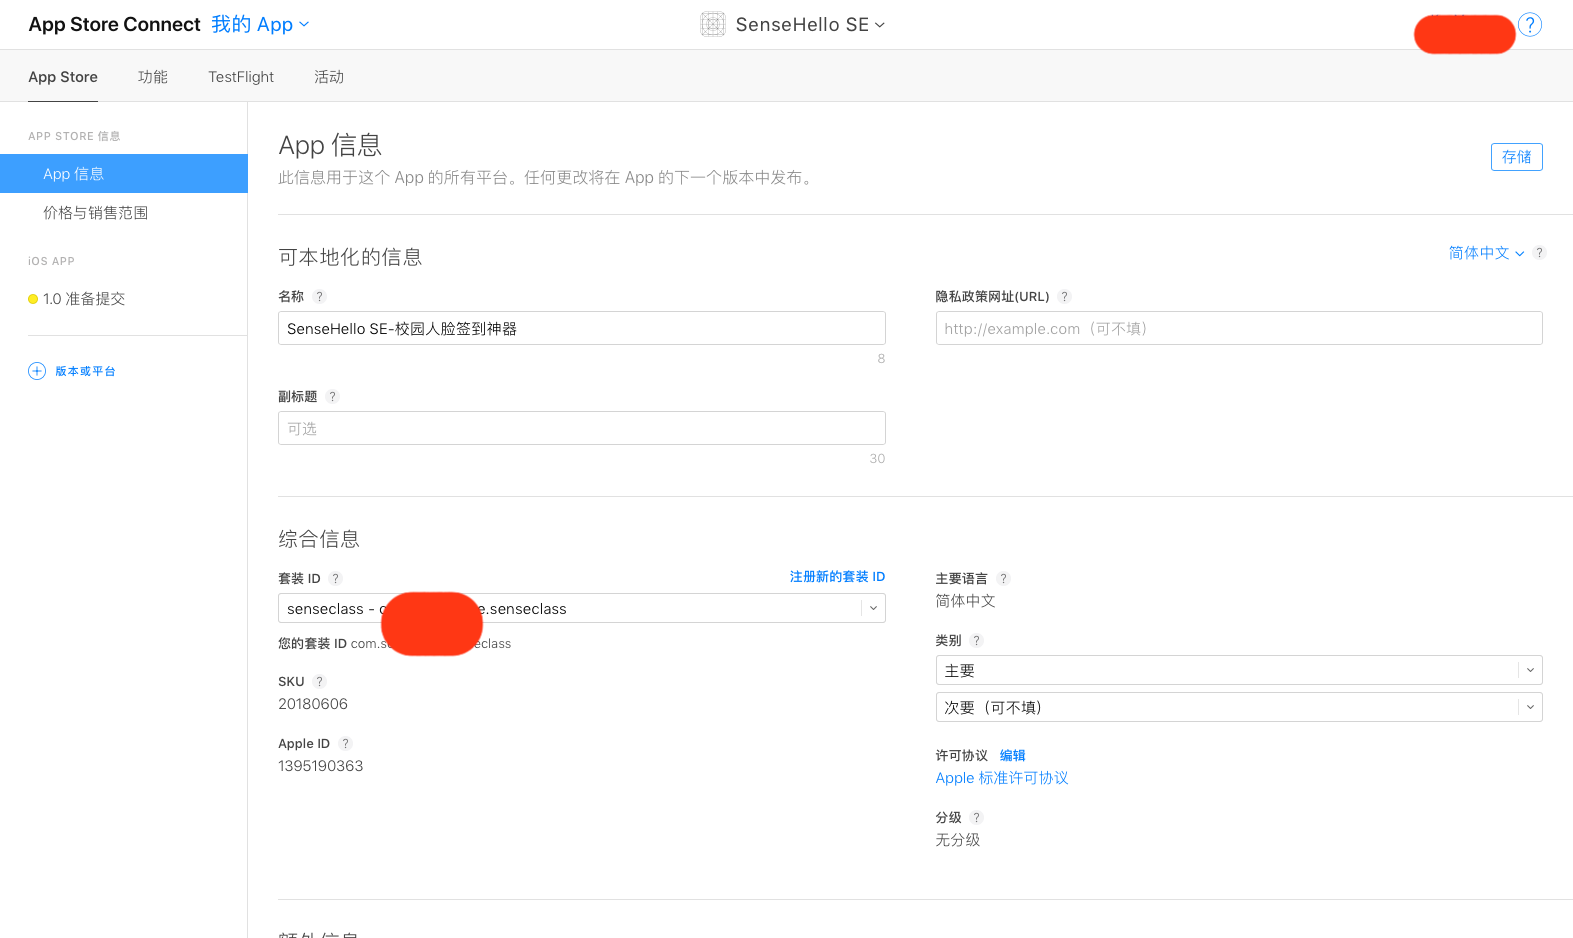 App Store Connect 我的 App
SenseHello SE
?
App Store 功能 TestFlight 活动
APP STORE 信息
App 信息
价格与销售范围
iOS APP
1.0 准备提交
版本或平台
App 信息
此信息用于这个 App 的所有平台。任何更改将在 App 的下一个版本中发布。
存储
可本地化的信息
简体中文 ?
名称 ?
SenseHello SE-校园人脸签到神器
8
隐私政策网址(URL) ?
http://example.com（可不填）
副标题 ?
可选
30
综合信息
套装 ID ?
注册新的套装 ID
senseclass - e.senseclass
您的套装 ID com.s eclass
SKU ?
20180606
Apple ID ?
1395190363
主要语言 ?
简体中文
类别 ?
主要
次要（可不填）
许可协议 编辑
Apple 标准许可协议
分级 ?
无分级
额外信息